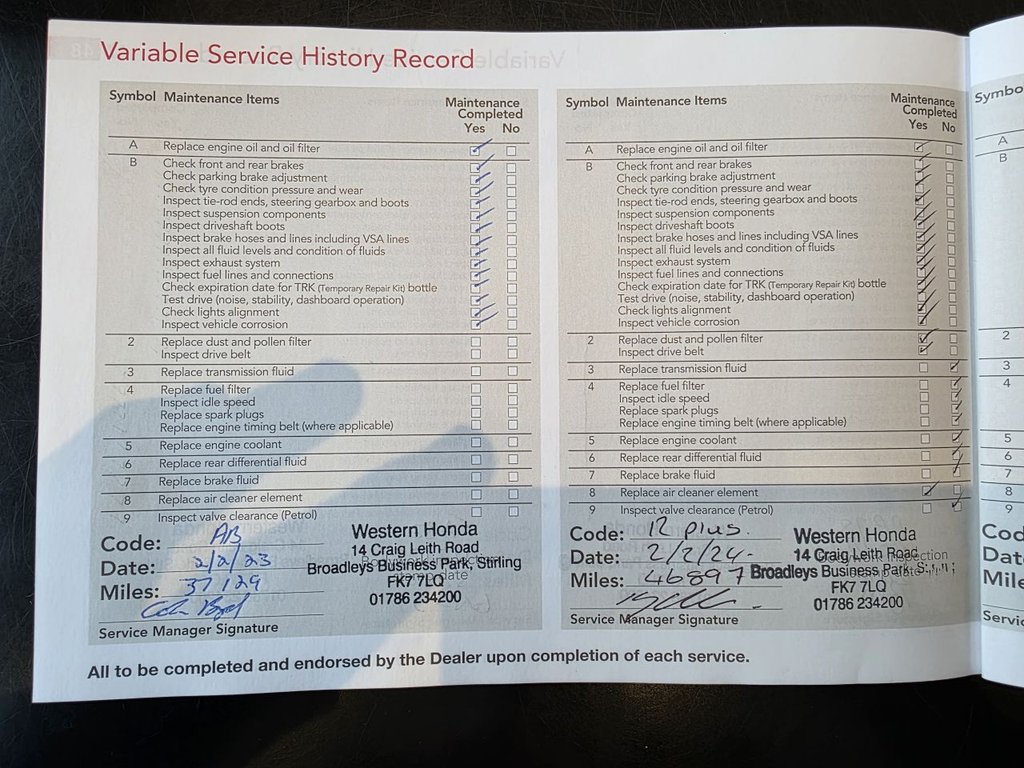 Variable Service History Record
Symbol Maintenance Items
Maintenance
Completed
Yes No
A Replace engine oil and oil filter
B Check front and rear brakes
Check parking brake adjustment
Check tyre condition pressure and wear
Inspect tie-rod ends, steering gearbox and boots
Inspect suspension components
Inspect driveshaft boots
Inspect brake hoses and lines including VSA lines
Inspect all fluid levels and condition of fluids
Inspect exhaust system
Inspect fuel lines and connections
Check expiration date for TRK (Temporary Repair Kit) bottle
Test drive (noise, stability, dashboard operation)
Check lights alignment
Inspect vehicle corrosion
2 Replace dust and pollen filter
Inspect drive belt
3 Replace transmission fluid
4 Replace fuel filter
Inspect idle speed
Replace spark plugs
Replace engine timing belt (where applicable)
5 Replace engine coolant
6 Replace rear differential fluid
7 Replace brake fluid
8 Replace air cleaner element
9 Inspect valve clearance (Petrol)
Code: AB
Date: 2/2/23
Miles: 37129
Service Manager Signature
Western Honda
14 Craig Leith Road
Broadleys Business Park, Stirling
FK7 7LQ
01786 234200
Symbol Maintenance Items
Maintenance
Completed
Yes No
A Replace engine oil and oil filter
B Check front and rear brakes
Check parking brake adjustment
Check tyre condition pressure and wear
Inspect tie-rod ends, steering gearbox and boots
Inspect suspension components
Inspect driveshaft boots
Inspect brake hoses and lines including VSA lines
Inspect all fluid levels and condition of fluids
Inspect exhaust system
Inspect fuel lines and connections
Check expiration date for TRK (Temporary Repair Kit) bottle
Test drive (noise, stability, dashboard operation)
Check lights alignment
Inspect vehicle corrosion
2 Replace dust and pollen filter
Inspect drive belt
3 Replace transmission fluid
4 Replace fuel filter
Inspect idle speed
Replace spark plugs
Replace engine timing belt (where applicable)
5 Replace engine coolant
6 Replace rear differential fluid
7 Replace brake fluid
8 Replace air cleaner element
9 Inspect valve clearance (Petrol)
Code: 12 plus.
Date: 2/2/24-
Miles: 46897
Service Manager Signature
Western Honda
14 Craig Leith Road
Broadleys Business Park,
FK7 7LQ
01786 234200
All to be completed and endorsed by the Dealer upon completion of each service.
Symbo
A
B
2
3
4
5
6
7
8
9
Cod
Dat
Mile
Servic